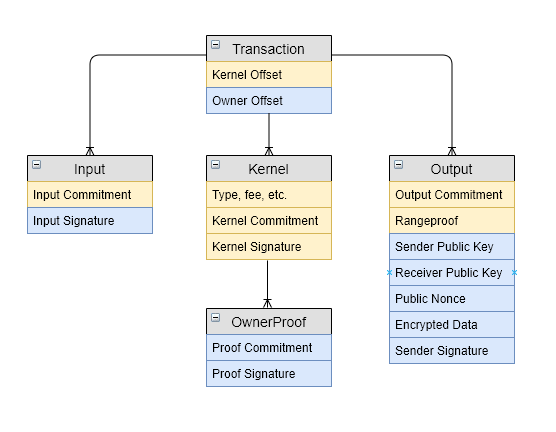 Transaction
Kernel Offset
Owner Offset
Input
Input Commitment
Input Signature
Kernel
Type, fee, etc.
Kernel Commitment
Kernel Signature
Output
Output Commitment
Rangeproof
Sender Public Key
Receiver Public Key
Public Nonce
Encrypted Data
Sender Signature
OwnerProof
Proof Commitment
Proof Signature